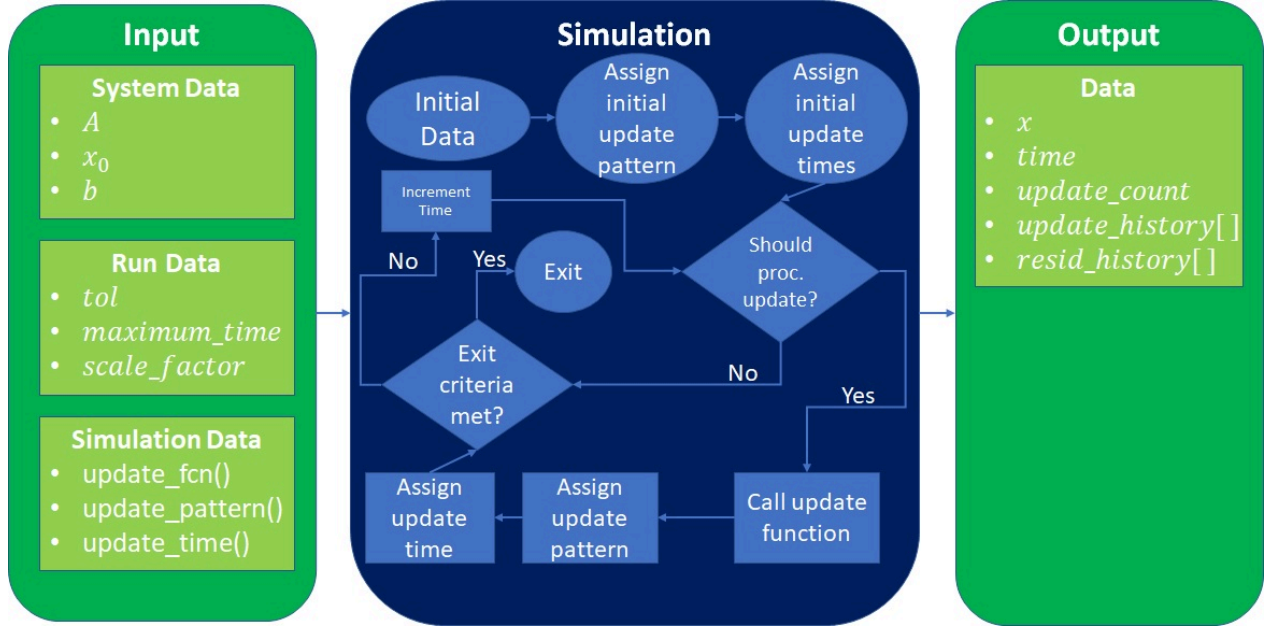 Input
System Data
• A
• x₀
• b
Run Data
• tol
• maximum_time
• scale_factor
Simulation Data
• update_fcn()
• update_pattern()
• update_time()
Simulation
Initial
Data
Assign
initial
update
pattern
Assign
initial
update
times
Increment
Time
Should
proc.
update?
No
Yes
Exit
Exit
criteria
met?
No
Yes
Assign
update
time
Assign
update
pattern
Call update
function
Output
Data
• x
• time
• update_count
• update_history[ ]
• resid_history[ ]